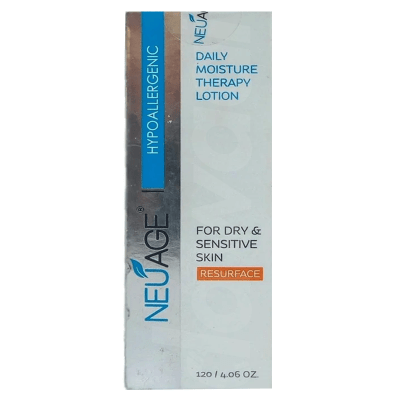 NEUAGE
DAILY
MOISTURE
THERAPY
LOTION
HYPOALLERGENIC
NEUAGE®
FOR DRY &
SENSITIVE
SKIN
RESURFACE
120 / 4.06 OZ.